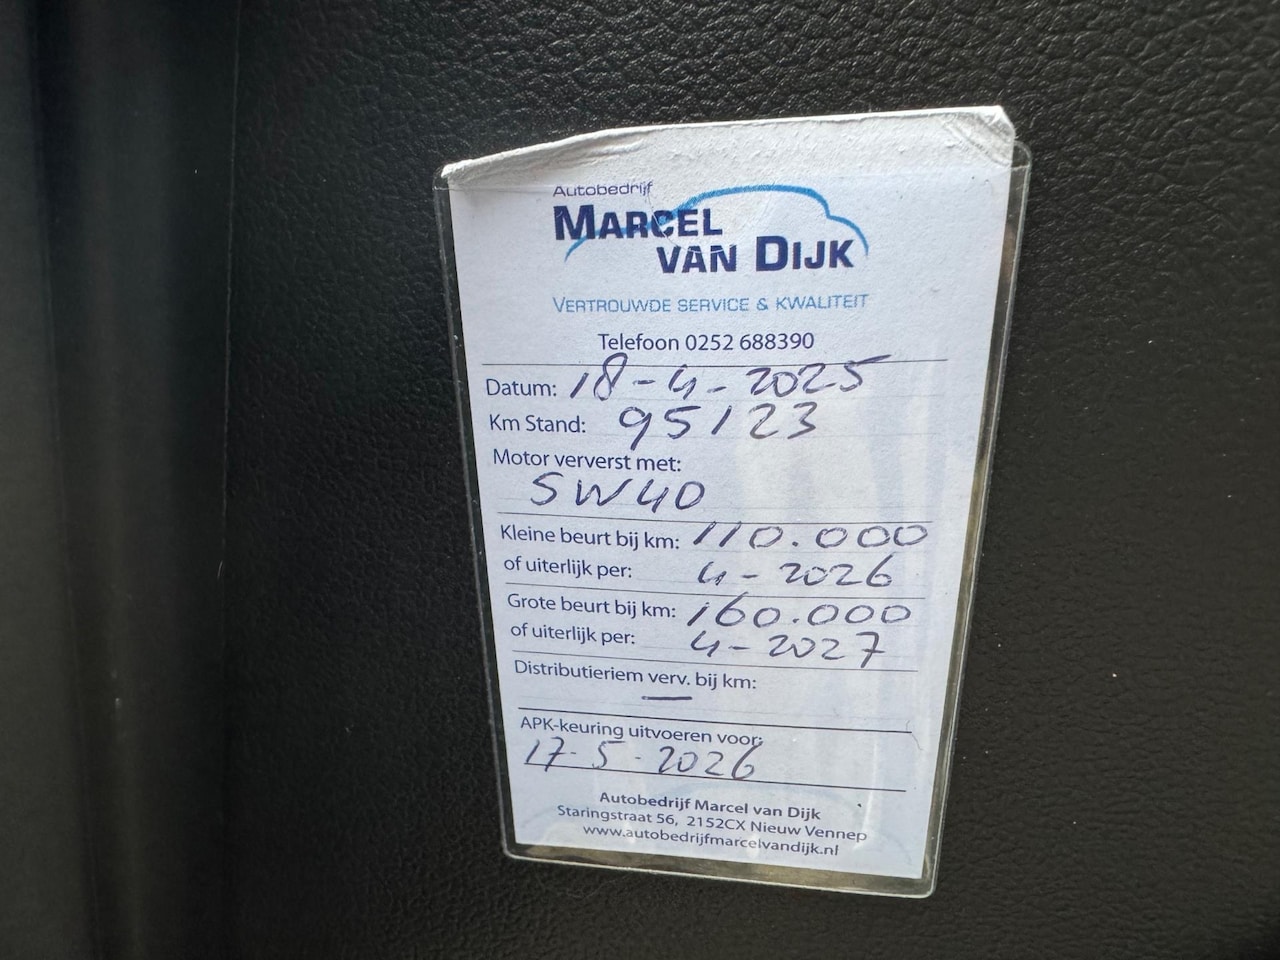 Autobedrijf
MARCEL
VAN DIJK
VERTROUWDE SERVICE & KWALITEIT
Telefoon 0252 688390
Datum: 18-4-2025
Km Stand: 95123
Motor ververst met:
5W40
Kleine beurt bij km: 110.000
of uiterlijk per: 4-2026
Grote beurt bij km: 160.000
of uiterlijk per: 4-2027
Distributieriem verv. bij km:
—
APK-keuring uitvoeren voor:
17-5-2026
Autobedrijf Marcel van Dijk
Staringstraat 56, 2152CX Nieuw Vennep
www.autobedrijfmarcelvandijk.nl